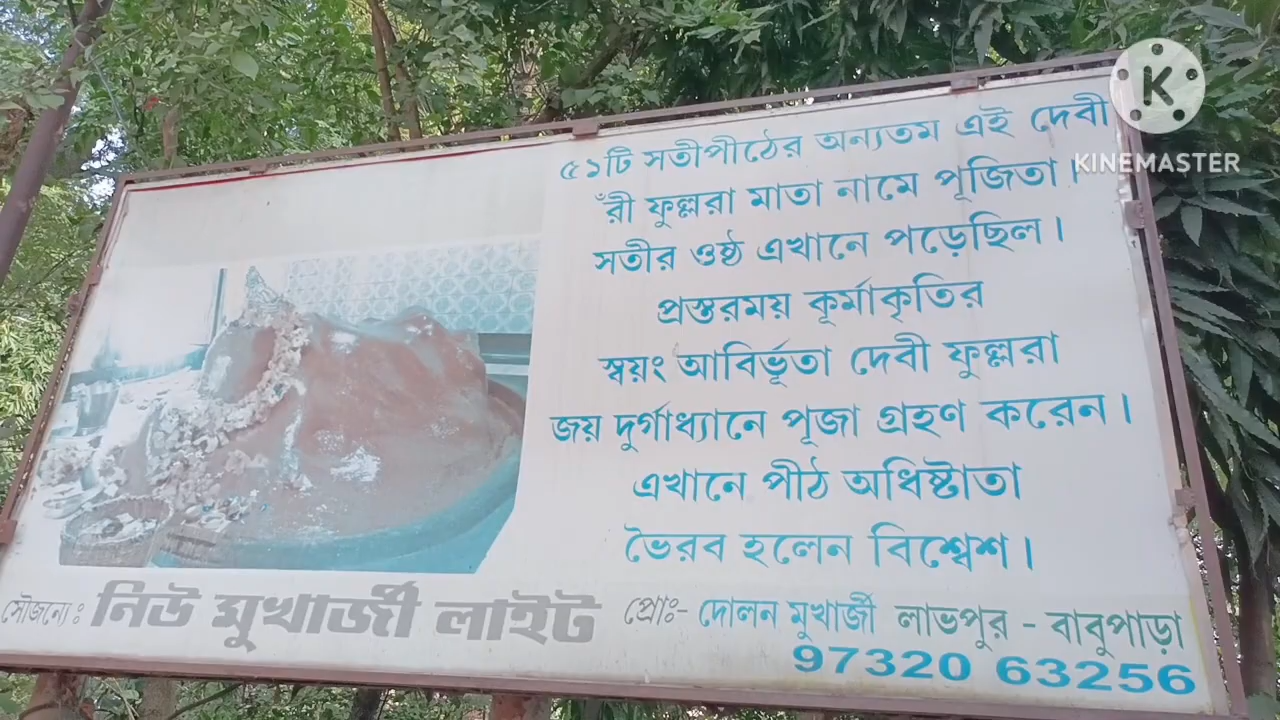 ৫১টি সতীপীঠের অন্যতম এই দেবী
ঁরী ফুল্লরা মাতা নামে পূজিতা।
সতীর ওষ্ঠ এখানে পড়েছিল।
প্রস্তরময় কূর্মাকৃতির
স্বয়ং আবির্ভূতা দেবী ফুল্লরা
জয় দুর্গাধ্যানে পূজা গ্রহণ করেন।
এখানে পীঠ অধিষ্টাতা
ভৈরব হলেন বিশ্বেশ।
সৌজন্যে : নিউ মুখার্জী লাইট প্রোঃ- দোলন মুখার্জী লাভপুর - বাবুপাড়া
97320 63256
K
KINEMASTER